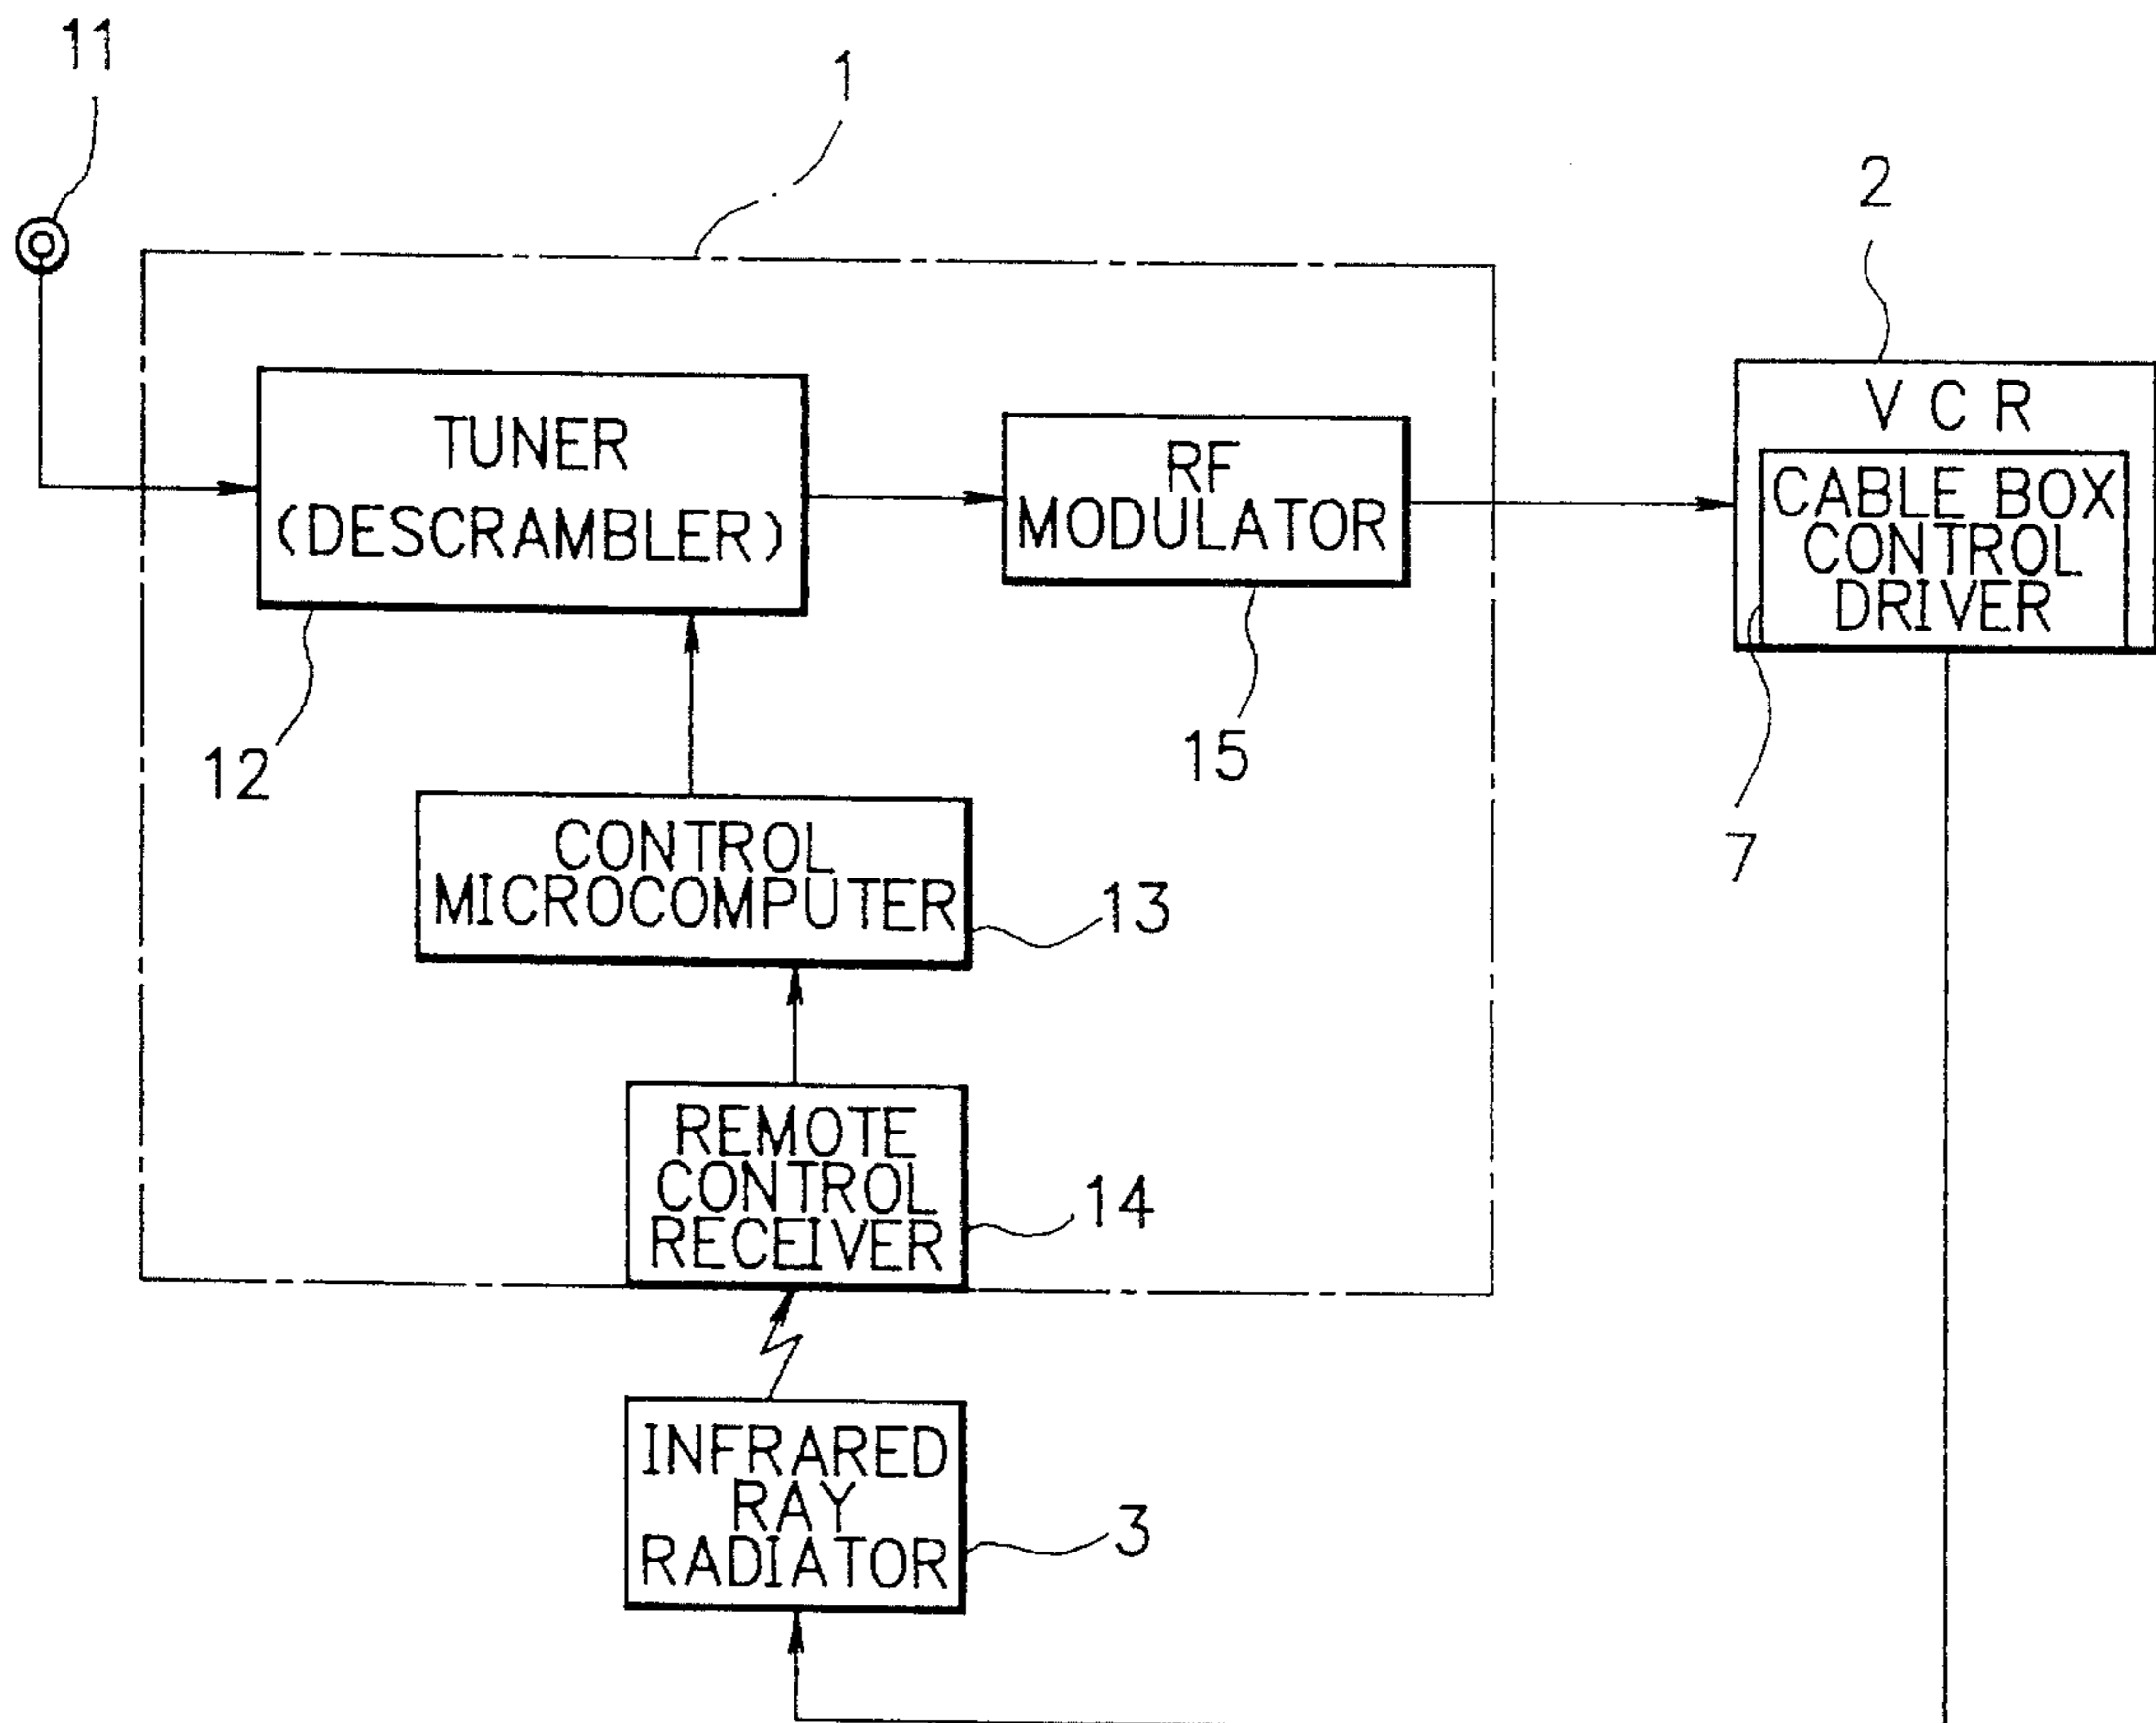 11
1
2
TUNER
(DESCRAMBLER)
RF
MODULATOR
V C R
CABLE BOX
CONTROL
DRIVER
12
15
7
CONTROL
MICROCOMPUTER
13
REMOTE
CONTROL
RECEIVER
14
INFRARED
RAY
RADIATOR
3